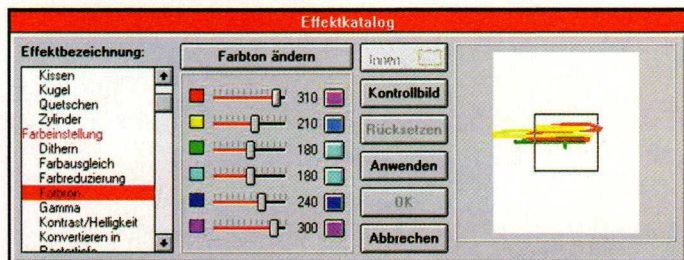 Effektkatalog
Effektbezeichnung:
Kissen
Kugel
Quetschen
Zylinder
Farbeinstellung
Dithern
Farbausgleich
Farbreduzierung
Farbton
Gamma
Kontrast/Helligkeit
Konvertieren in
Rastertiefe
Farbton ändern
310
210
180
180
240
300
Innen
Kontrollbild
Rücksetzen
Anwenden
OK
Abbrechen